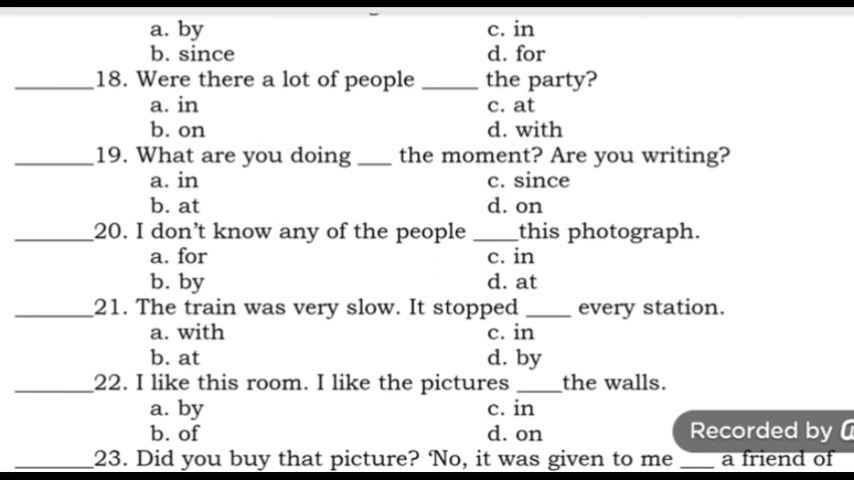 a. by c. in
b. since d. for
_______18. Were there a lot of people _____ the party?
a. in c. at
b. on d. with
_______19. What are you doing ___ the moment? Are you writing?
a. in c. since
b. at d. on
_______20. I don’t know any of the people ____this photograph.
a. for c. in
b. by d. at
_______21. The train was very slow. It stopped ____ every station.
a. with c. in
b. at d. by
_______22. I like this room. I like the pictures ____the walls.
a. by c. in
b. of d. on
Recorded by
_______23. Did you buy that picture? ‘No, it was given to me ___ a friend of